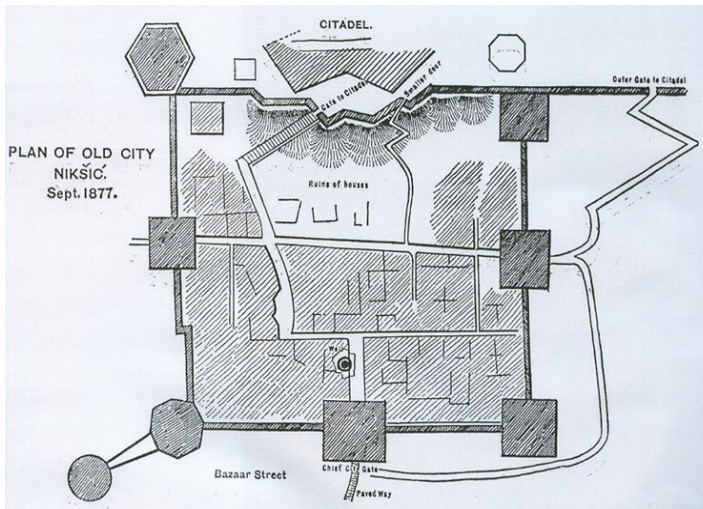 CITADEL.
Outer Gate to Citadel
Gate to Citadel
Smaller door
PLAN OF OLD CITY
NIKŠIĆ.
Sept. 1877.
Ruins of houses
Well
Chief C Gate
Bazaar Street
Paved Way